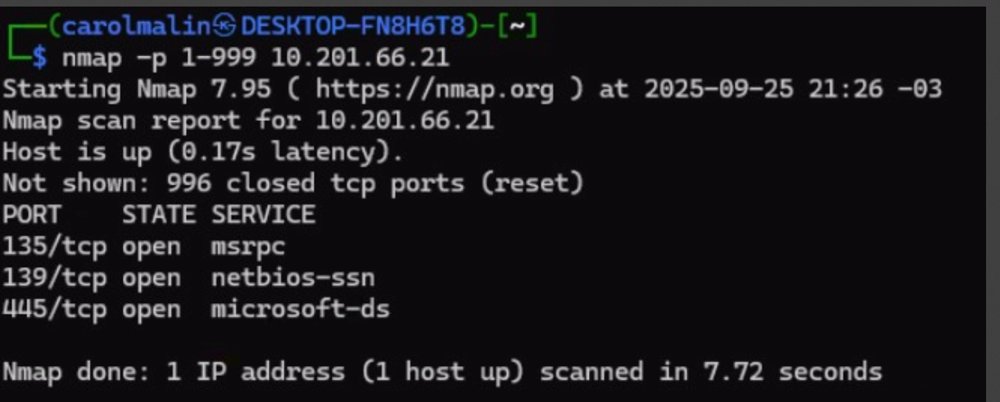 ┌──(carolmalin㉿DESKTOP-FN8H6T8)-[~]
└─$ nmap -p 1-999 10.201.66.21
Starting Nmap 7.95 ( https://nmap.org ) at 2025-09-25 21:26 -03
Nmap scan report for 10.201.66.21
Host is up (0.17s latency).
Not shown: 996 closed tcp ports (reset)
PORT    STATE SERVICE
135/tcp open  msrpc
139/tcp open  netbios-ssn
445/tcp open  microsoft-ds
Nmap done: 1 IP address (1 host up) scanned in 7.72 seconds